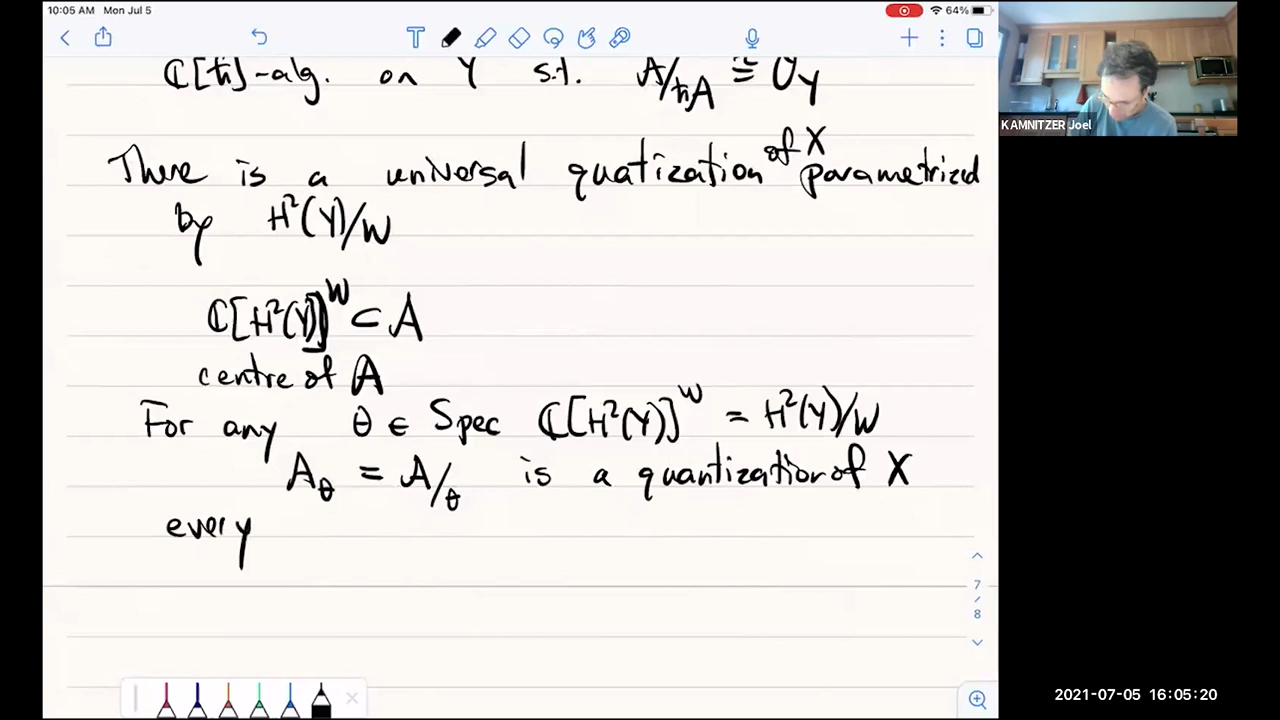 10:05 AM Mon Jul 5
64%
ℂ[ħ]-alg. on Y s.t. A/ħA ≅ O_Y
There is a universal quatization of X parametrized
by H²(Y)/W
ℂ[H²(Y)]^W ⊂ A
centre of A
For any θ ∈ Spec ℂ[H²(Y)]^W = H²(Y)/W
A_θ = A/θ is a quantization of X
every
7
/
8
KAMNITZER Joel
2021-07-05 16:05:20